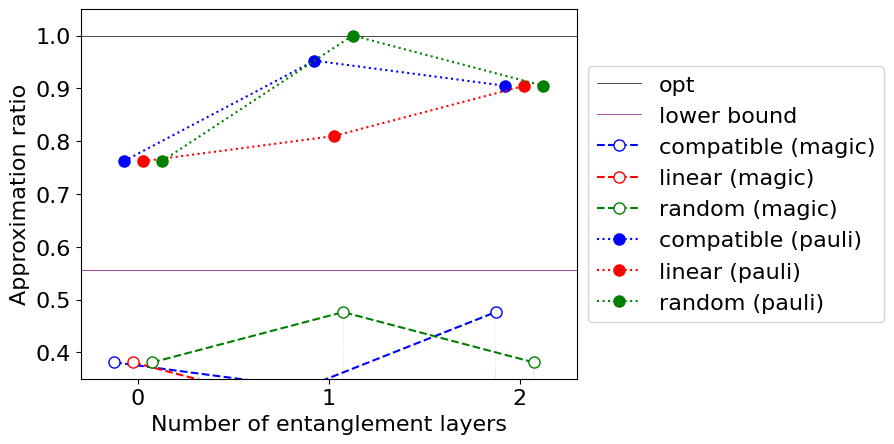 1.0
0.9
0.8
0.7
0.6
0.5
0.4
Approximation ratio
0
1
2
Number of entanglement layers
opt
lower bound
compatible (magic)
linear (magic)
random (magic)
compatible (pauli)
linear (pauli)
random (pauli)